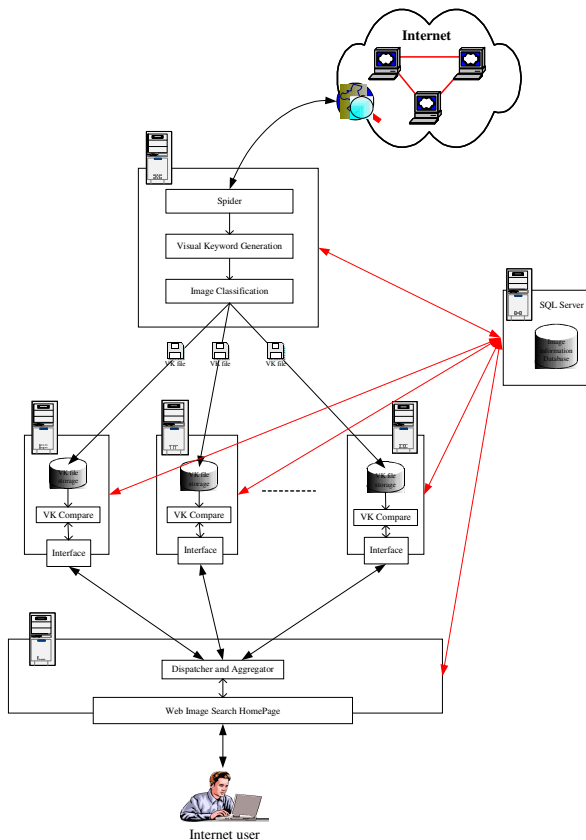 Internet
Spider
Visual Keyword Generation
Image Classification
SQL Server
Image
Information
Database
VK file
VK file
VK file
VK file
storage
VK file
storage
VK file
storage
VK Compare
VK Compare
VK Compare
Interface
Interface
Interface
Dispatcher and Aggregator
Web Image Search HomePage
Internet user